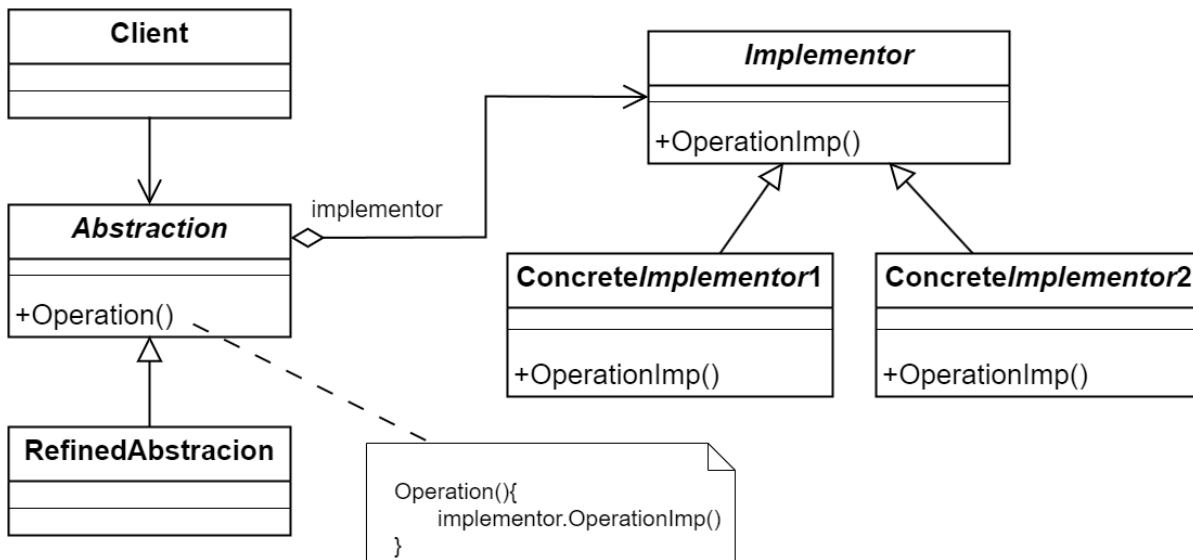 Client
Implementor
+OperationImp()
implementor
Abstraction
+Operation()
ConcreteImplementor1
+OperationImp()
ConcreteImplementor2
+OperationImp()
RefinedAbstracion
Operation(){
implementor.OperationImp()
}